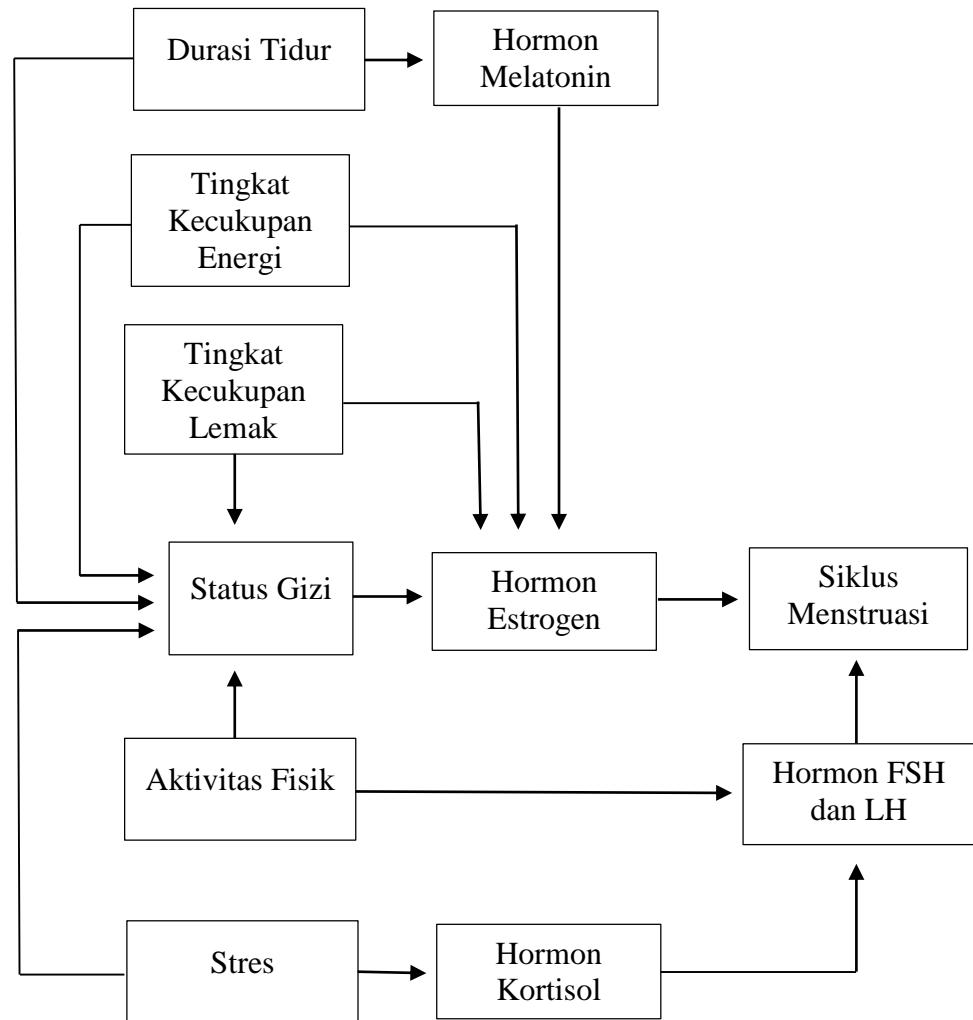 Durasi Tidur
Hormon
Melatonin
Tingkat
Kecukupan
Energi
Tingkat
Kecukupan
Lemak
Status Gizi
Hormon
Estrogen
Siklus
Menstruasi
Aktivitas Fisik
Hormon FSH
dan LH
Stres
Hormon
Kortisol